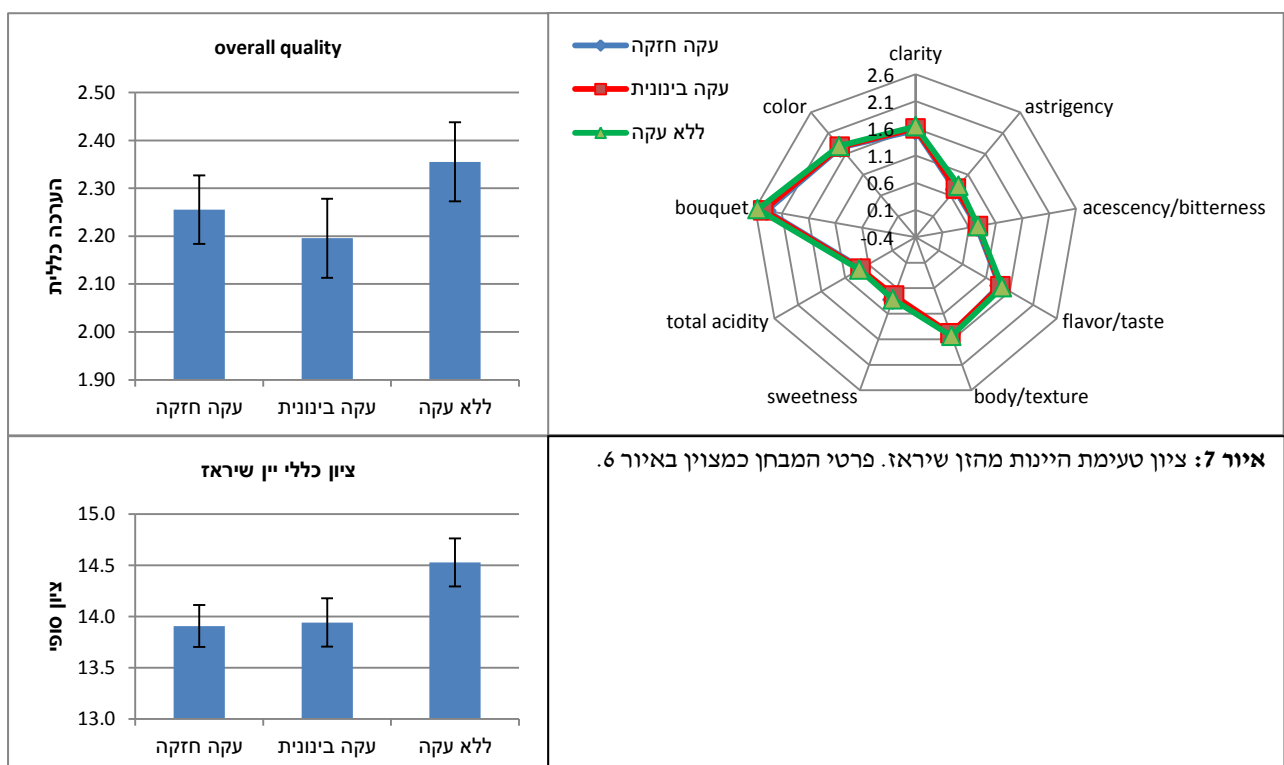 overall quality
2.50
2.40
2.30
2.20
2.10
2.00
1.90
הערכה כללית
עקה חזקה
עקה בינונית
ללא עקה
עקה חזקה
עקה בינונית
ללא עקה
clarity
astrigency
acescency/bitterness
flavor/taste
body/texture
sweetness
total acidity
bouquet
color
2.6
2.1
1.6
1.1
0.6
0.1
-0.4
ציון כללי יין שיראז
15.0
14.5
14.0
13.5
13.0
ציון סופי
עקה חזקה
עקה בינונית
ללא עקה
איור 7: ציון טעימת היינות מהזן שיראז. פרטי המבחן כמצוין באיור 6.